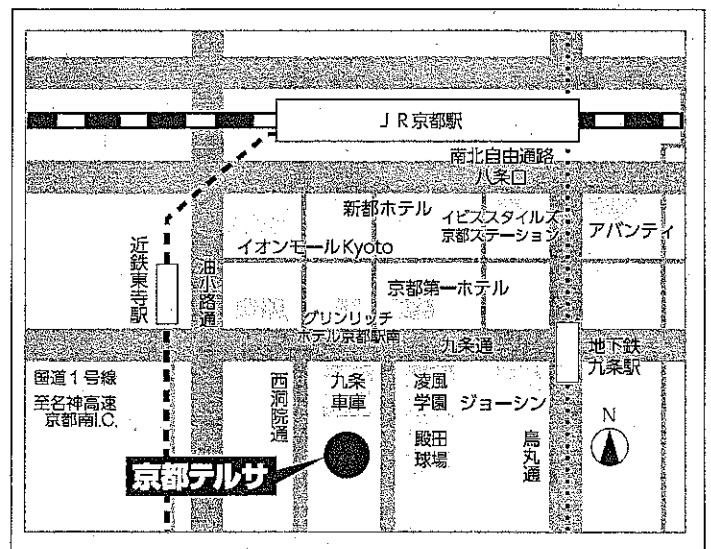 JR京都駅
南北自由通路
八条口
新都ホテル
イビススタイルズ
京都ステーション
アバンティ
イオンモールKyoto
近鉄東寺駅
油小路通
京都第一ホテル
グリンリッチ
ホテル京都駅南
九条通
地下鉄
九条駅
国道1号線
至名神高速
京都南I.C.
西洞院通
九条
車庫
凌風
学園
ジョーシン
殿田
球場
烏丸通
N
京都テルサ